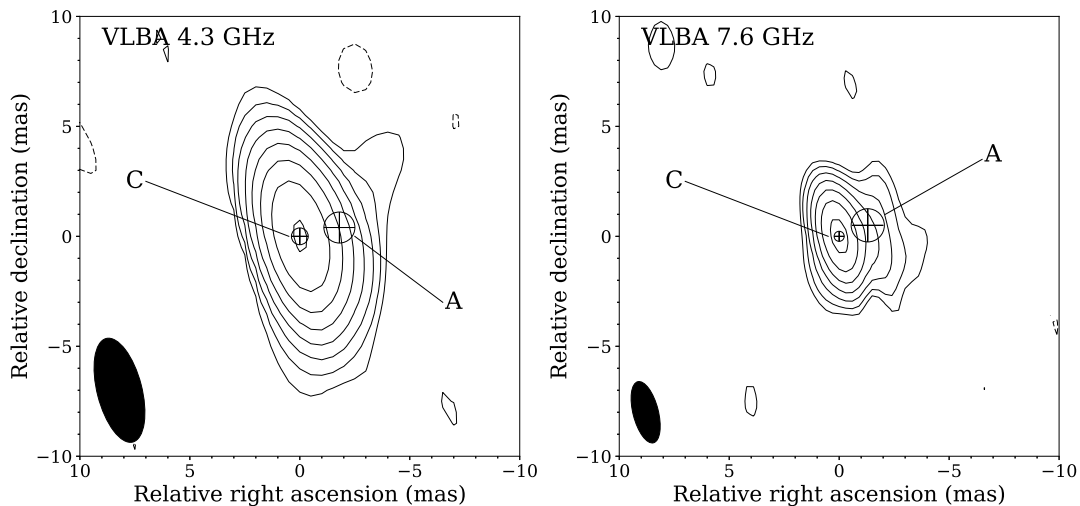 VLBA 4.3 GHz
C
A
10
5
0
−5
−10
10
5
0
−5
−10
Relative declination (mas)
Relative right ascension (mas)
VLBA 7.6 GHz
C
A
10
5
0
−5
−10
10
5
0
−5
−10
Relative declination (mas)
Relative right ascension (mas)